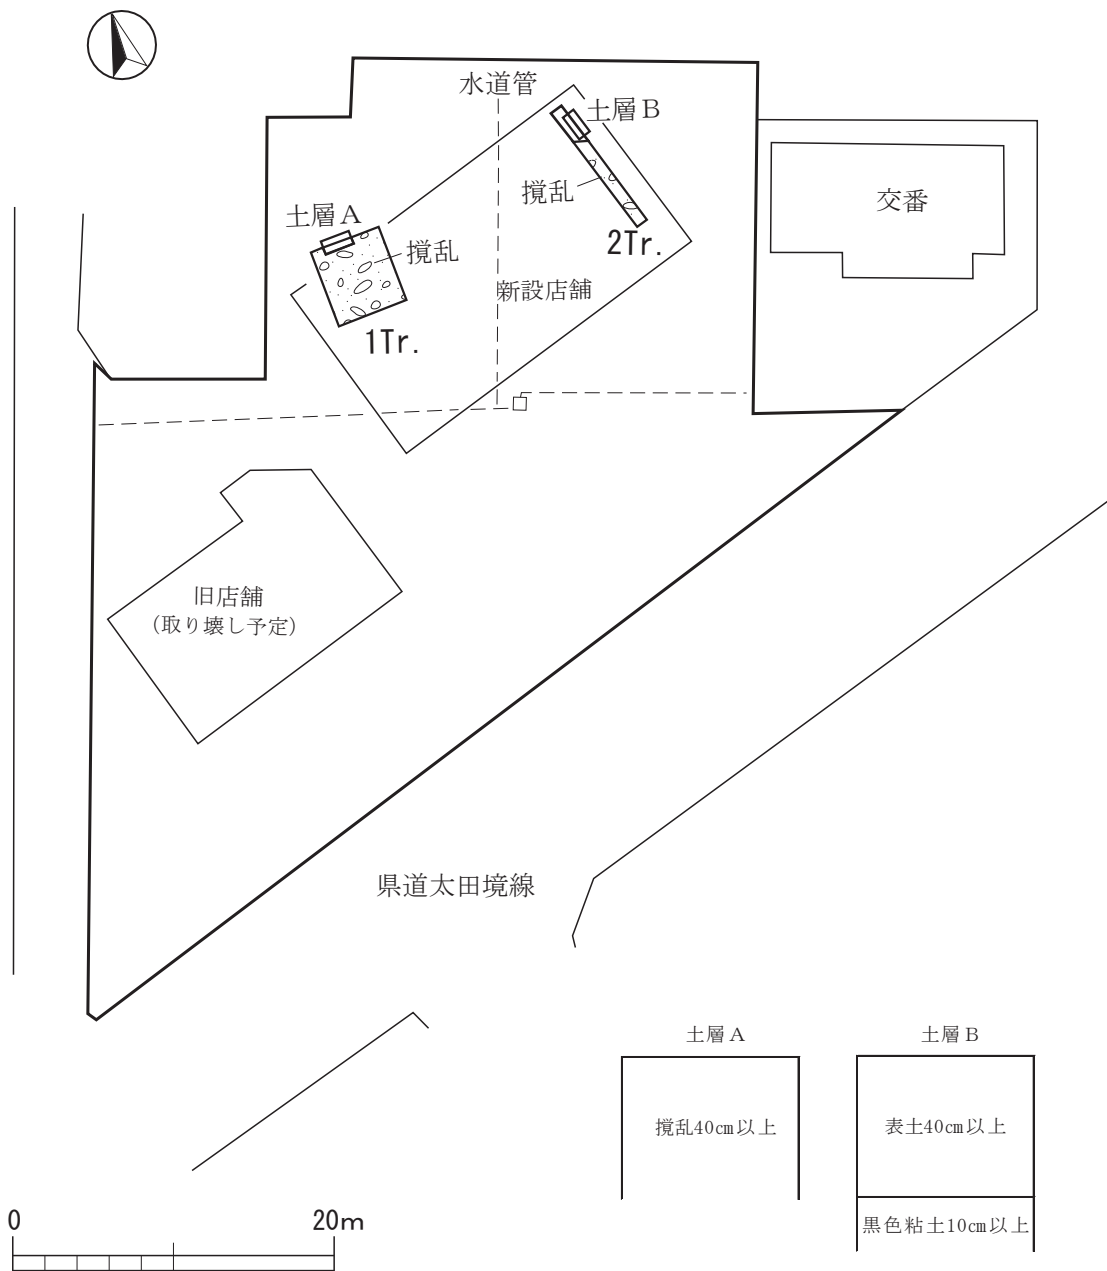 水道管
土層B
撹乱
交番
土層A
撹乱
2Tr.
新設店舗
1Tr.
旧店舗
(取り壊し予定)
県道太田境線
土層A
土層B
撹乱40㎝以上
表土40㎝以上
黒色粘土10㎝以上
0
20m